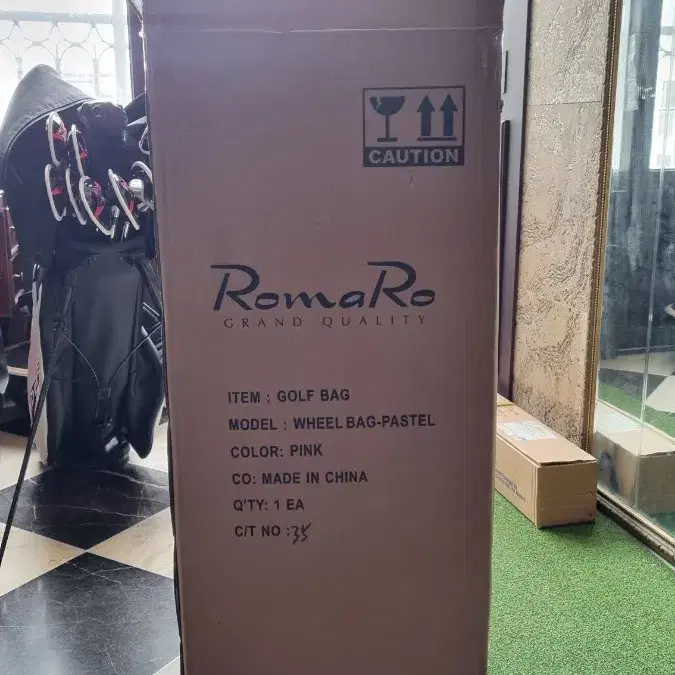 CAUTION
RomaRo
GRAND QUALITY
ITEM : GOLF BAG
MODEL : WHEEL BAG-PASTEL
COLOR: PINK
CO: MADE IN CHINA
Q'TY: 1 EA
C/T NO :35